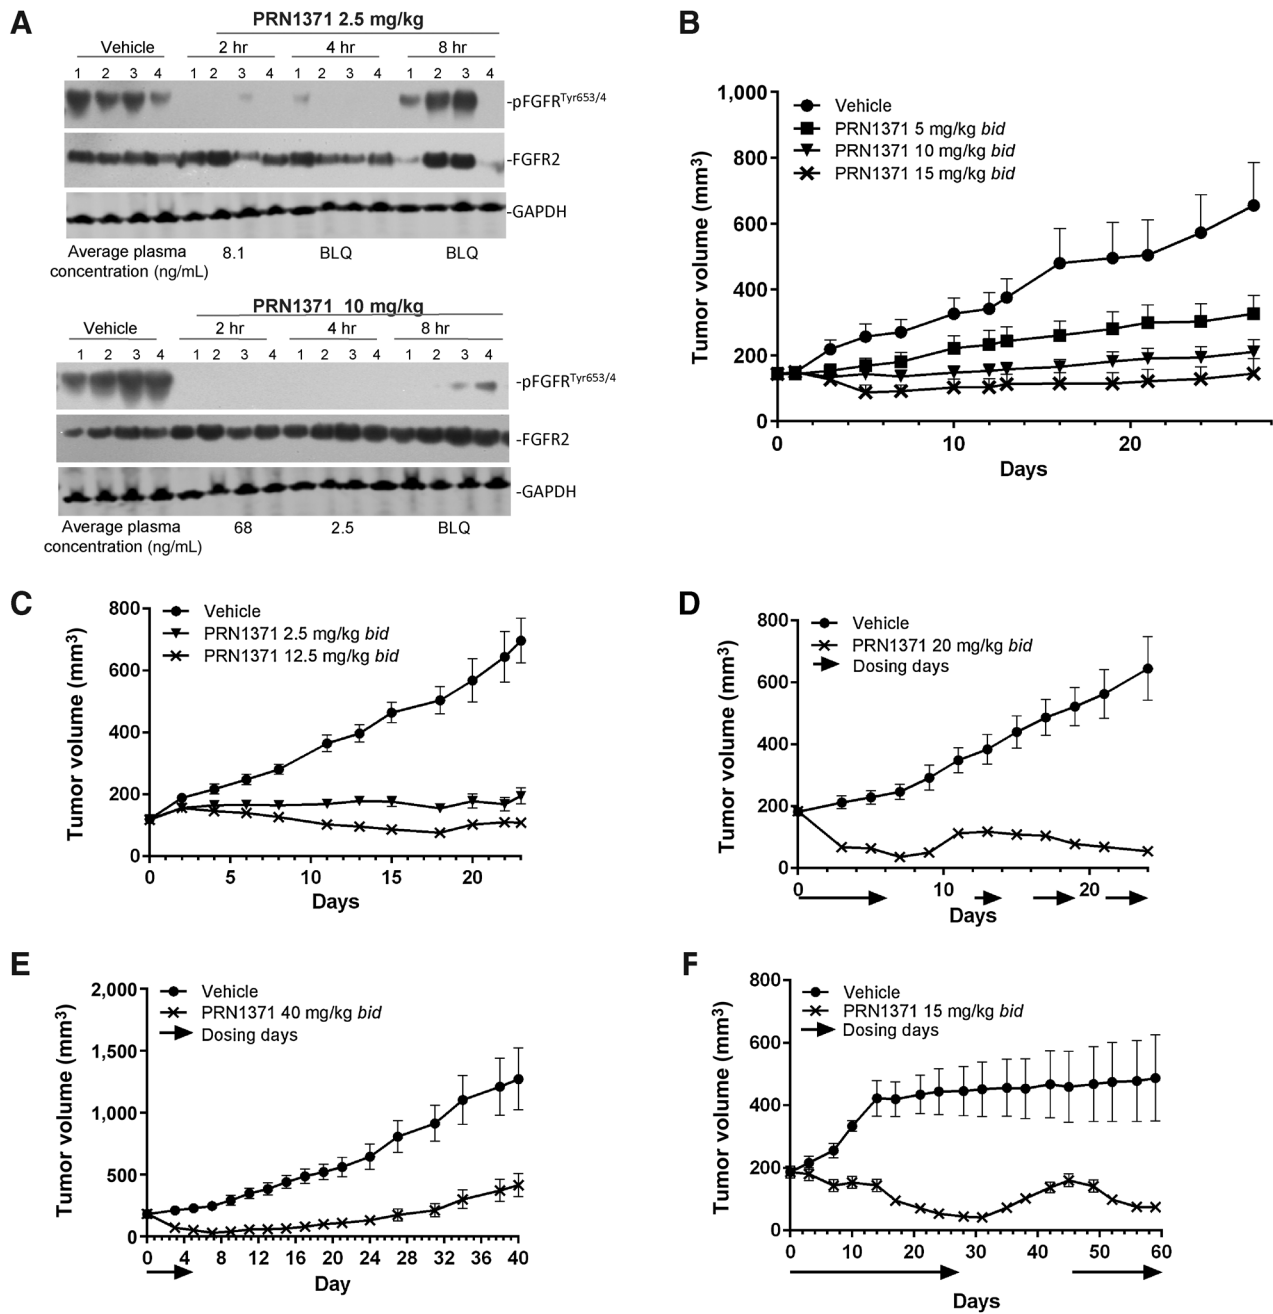 A
PRN1371 2.5 mg/kg
Vehicle 2 hr 4 hr 8 hr
1 2 3 4 1 2 3 4 1 2 3 4 1 2 3 4
-pFGFRTyr653/4
-FGFR2
-GAPDH
Average plasma 8.1 BLQ BLQ
concentration (ng/mL)
PRN1371 10 mg/kg
Vehicle 2 hr 4 hr 8 hr
1 2 3 4 1 2 3 4 1 2 3 4 1 2 3 4
-pFGFRTyr653/4
-FGFR2
-GAPDH
Average plasma 68 2.5 BLQ
concentration (ng/mL)
B
Vehicle
PRN1371 5 mg/kg bid
PRN1371 10 mg/kg bid
PRN1371 15 mg/kg bid
Tumor volume (mm3)
1,000
800
600
400
200
0
0 10 20
Days
C
Vehicle
PRN1371 2.5 mg/kg bid
PRN1371 12.5 mg/kg bid
Tumor volume (mm3)
800
600
400
200
0
0 5 10 15 20
Days
D
Vehicle
PRN1371 20 mg/kg bid
Dosing days
Tumor volume (mm3)
800
600
400
200
0
0 10 20
Days
E
Vehicle
PRN1371 40 mg/kg bid
Dosing days
Tumor volume (mm3)
2,000
1,500
1,000
500
0
0 4 8 12 16 20 24 28 32 36 40
Day
F
Vehicle
PRN1371 15 mg/kg bid
Dosing days
Tumor volume (mm3)
800
600
400
200
0
0 10 20 30 40 50 60
Days